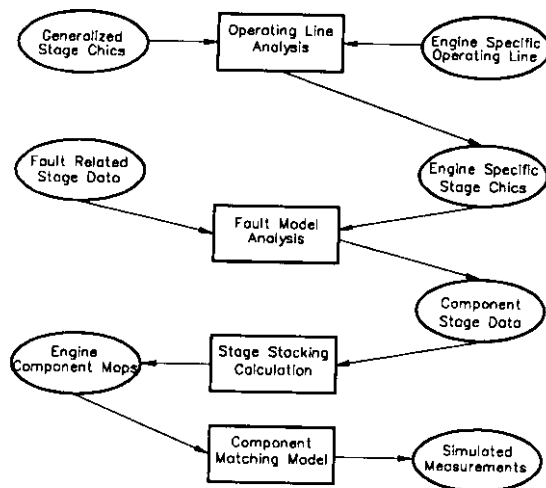 Generalized
Stage Chics
Operating Line
Analysis
Engine Specific
Operating Line
Fault Related
Stage Data
Engine Specific
Stage Chics
Fault Model
Analysis
Component
Stage Data
Engine
Component Maps
Stage Stacking
Calculation
Component
Matching Model
Simulated
Measurements